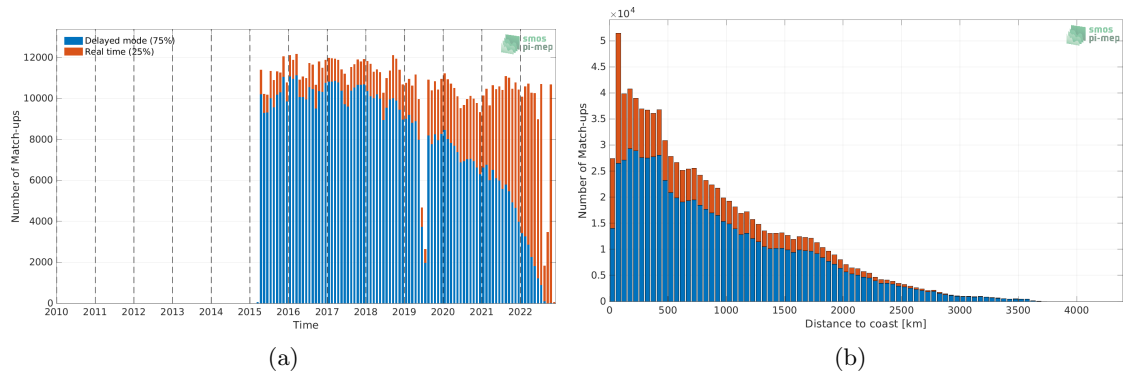 Delayed mode (75%)
Real time (25%)
smos
pi-mep
Number of Match-ups
12000
10000
8000
6000
4000
2000
0
2010 2011 2012 2013 2014 2015 2016 2017 2018 2019 2020 2021 2022
Time
(a)
×10⁴
smos
pi-mep
Number of Match-ups
5
4.5
4
3.5
3
2.5
2
1.5
1
0.5
0
0 500 1000 1500 2000 2500 3000 3500 4000
Distance to coast [km]
(b)